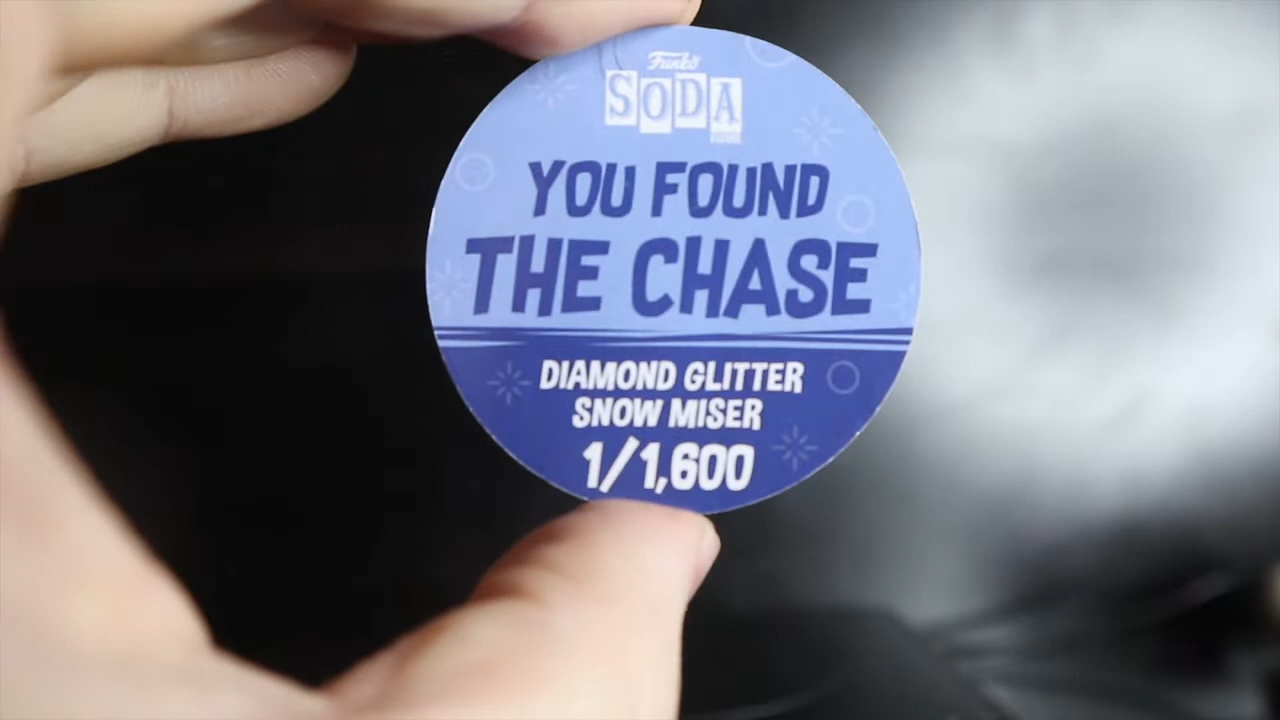 Funko
SODA
YOU FOUND
THE CHASE
DIAMOND GLITTER
SNOW MISER
1/1,600